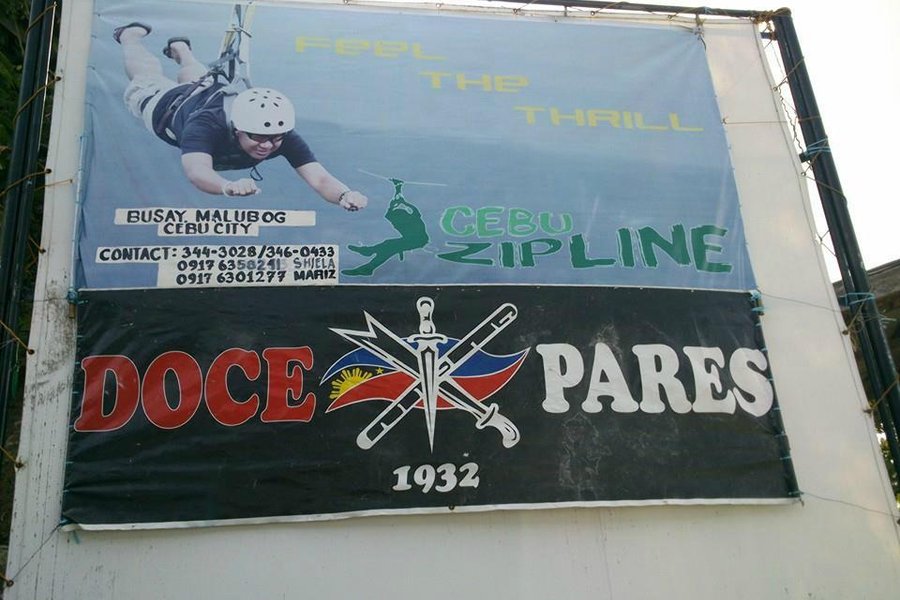 FEEL
THE
THRILL
BUSAY, MALUBOG
CEBU CITY
CONTACT: 344-3028/346-0433
0917 6358241 SHIELA
0917 6301277 MARIZ
CEBU
ZIPLINE
DOCE PARES
1932